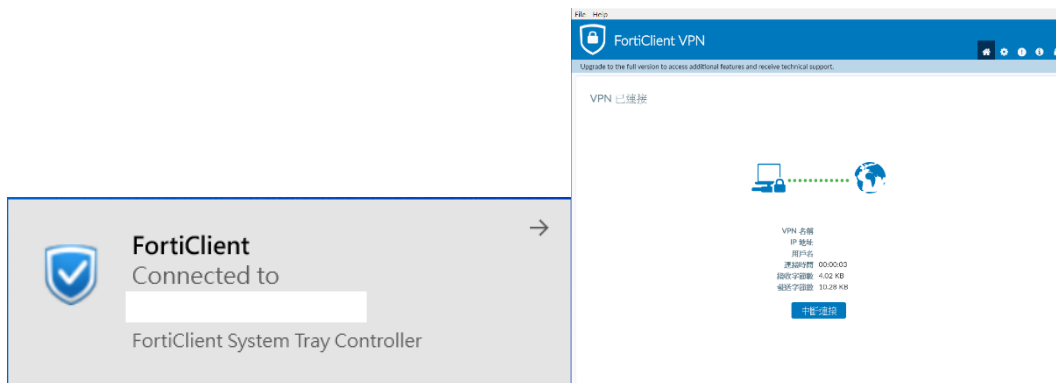 File Help
FortiClient VPN
Upgrade to the full version to access additional features and receive technical support.
VPN 已連接
VPN 名稱
IP 地址
用戶名
連接時間 00:00:03
接收字節數 4.02 KB
發送字節數 10.28 KB
中斷連接
FortiClient
Connected to
FortiClient System Tray Controller